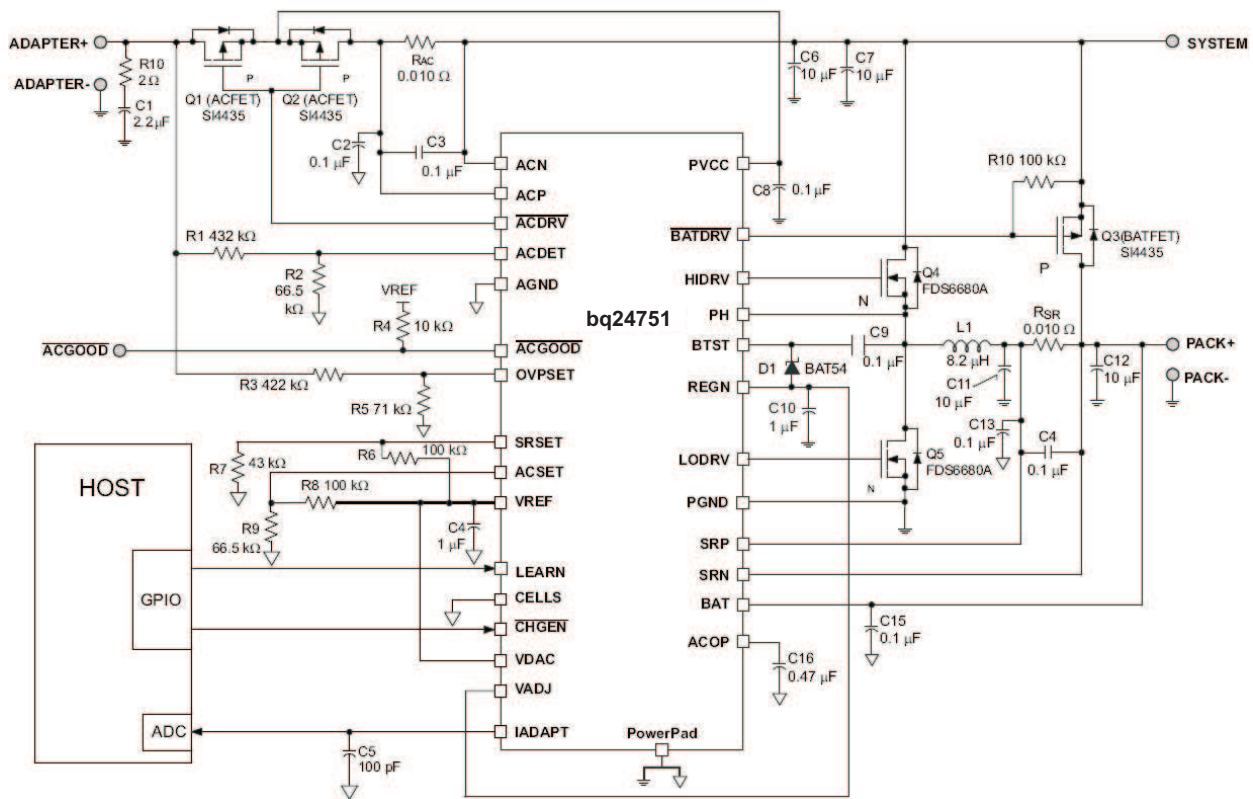 ADAPTER+
R10
2 Ω
ADAPTER-
C1
2.2 µF
P
Q1 (ACFET)
SI4435
P
Q2 (ACFET)
SI4435
RAC
0.010 Ω
C6
10 µF
C7
10 µF
SYSTEM
C2
0.1 µF
C3
0.1 µF
ACN
ACP
ACDRV
ACDET
AGND
ACGOOD
OVPSET
SRSET
ACSET
VREF
LEARN
CELLS
CHGEN
VDAC
VADJ
IADAPT
bq24751
PowerPad
PVCC
BATDRV
HIDRV
PH
BTST
REGN
LODRV
PGND
SRP
SRN
BAT
ACOP
R1 432 kΩ
R2
66.5
kΩ
VREF
R4
10 kΩ
ACGOOD
R3 422 kΩ
R5 71 kΩ
R6
100 kΩ
R7
43 kΩ
R8 100 kΩ
R9
66.5 kΩ
C4
1 µF
HOST
GPIO
ADC
C5
100 pF
C8
0.1 µF
R10 100 kΩ
Q3(BATFET)
SI4435
P
Q4
FDS6680A
N
C9
0.1 µF
L1
8.2 µH
RSR
0.010 Ω
PACK+
PACK-
D1
BAT54
C10
1 µF
C11
10 µF
C12
10 µF
C13
0.1 µF
C4
0.1 µF
Q5
FDS6680A
N
C15
0.1 µF
C16
0.47 µF